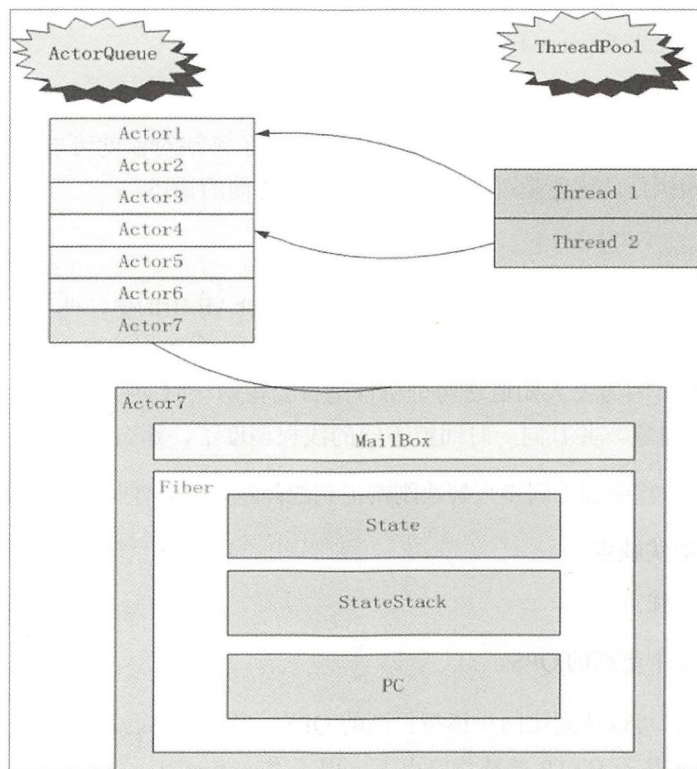 ActorQueue
ThreadPool
Actor1
Actor2
Actor3
Actor4
Actor5
Actor6
Actor7
Thread 1
Thread 2
Actor7
MailBox
Fiber
State
StateStack
PC